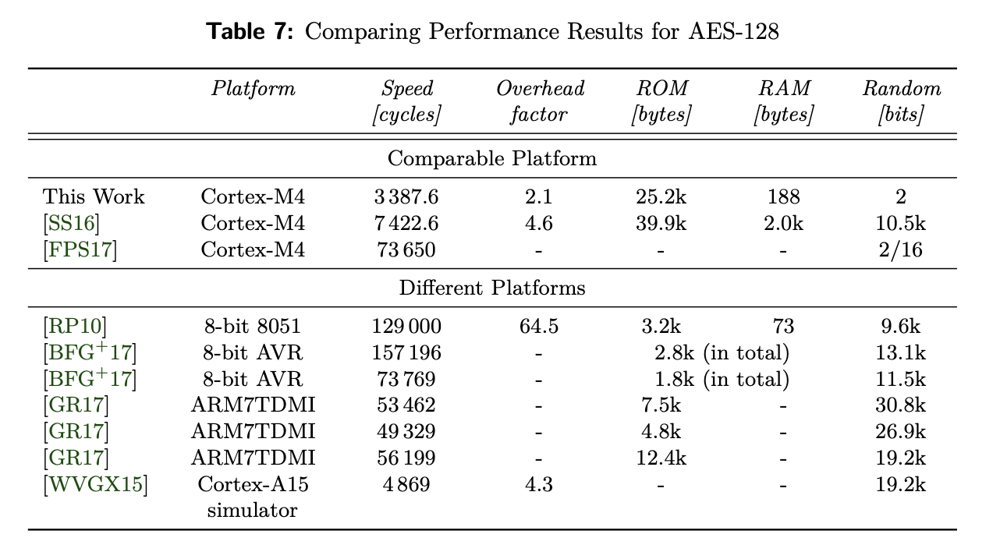 Table 7: Comparing Performance Results for AES-128
Platform Speed Overhead ROM RAM Random
[cycles] factor [bytes] [bytes] [bits]
Comparable Platform
This Work Cortex-M4 3 387.6 2.1 25.2k 188 2
[SS16] Cortex-M4 7 422.6 4.6 39.9k 2.0k 10.5k
[FPS17] Cortex-M4 73 650 - - - 2/16
Different Platforms
[RP10] 8-bit 8051 129 000 64.5 3.2k 73 9.6k
[BFG+17] 8-bit AVR 157 196 - 2.8k (in total) 13.1k
[BFG+17] 8-bit AVR 73 769 - 1.8k (in total) 11.5k
[GR17] ARM7TDMI 53 462 - 7.5k - 30.8k
[GR17] ARM7TDMI 49 329 - 4.8k - 26.9k
[GR17] ARM7TDMI 56 199 - 12.4k - 19.2k
[WVGX15] Cortex-A15 4 869 4.3 - - 19.2k
simulator